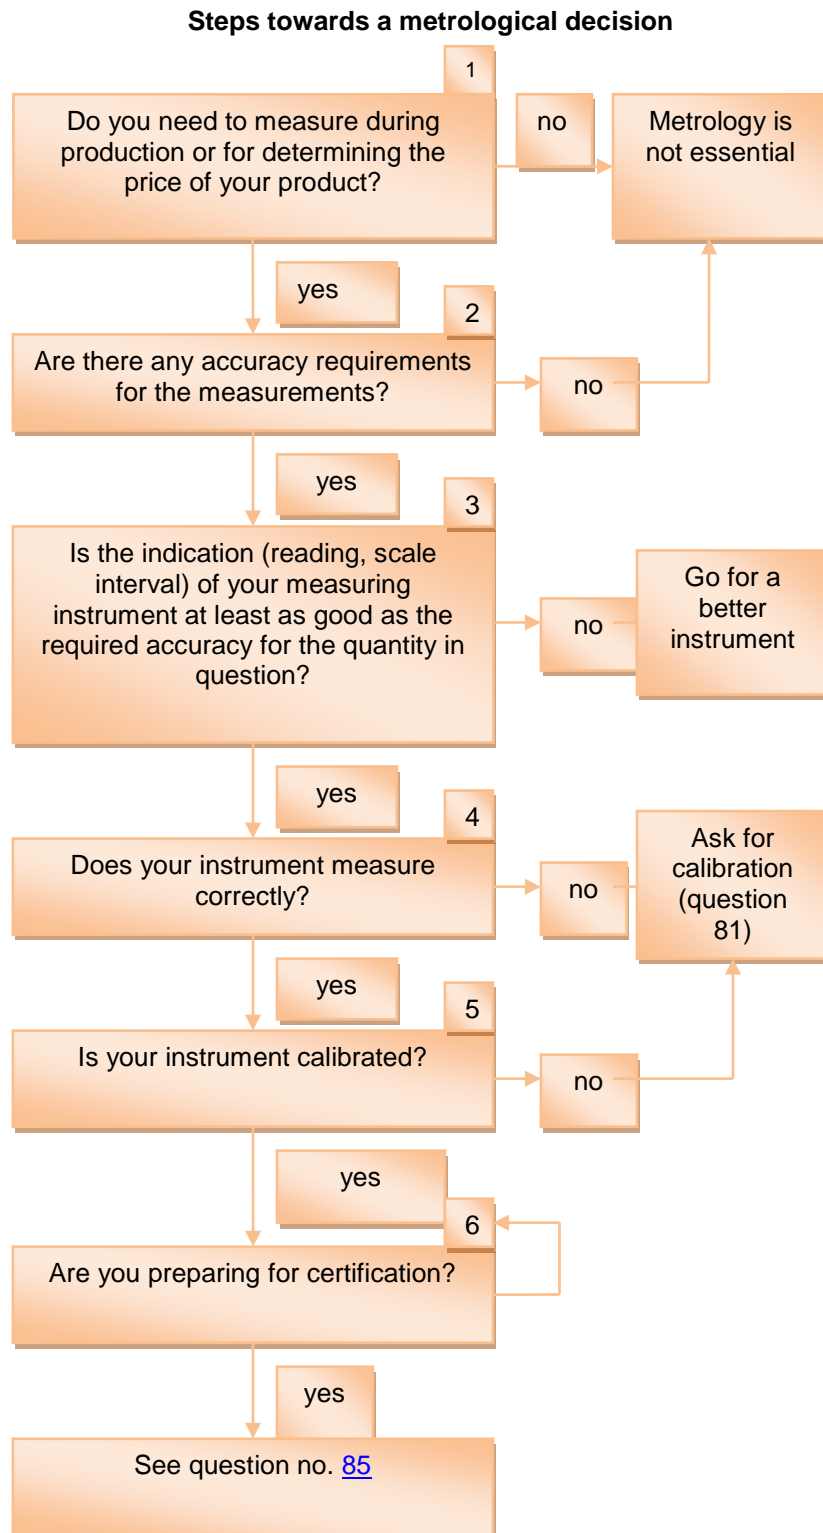 Steps towards a metrological decision
1
Do you need to measure during
production or for determining the
price of your product?
no
Metrology is
not essential
yes
2
Are there any accuracy requirements
for the measurements?
no
yes
3
Is the indication (reading, scale
interval) of your measuring
instrument at least as good as the
required accuracy for the quantity in
question?
no
Go for a
better
instrument
yes
4
Does your instrument measure
correctly?
no
Ask for
calibration
(question
81)
yes
5
Is your instrument calibrated?
no
yes
6
Are you preparing for certification?
yes
See question no. 85